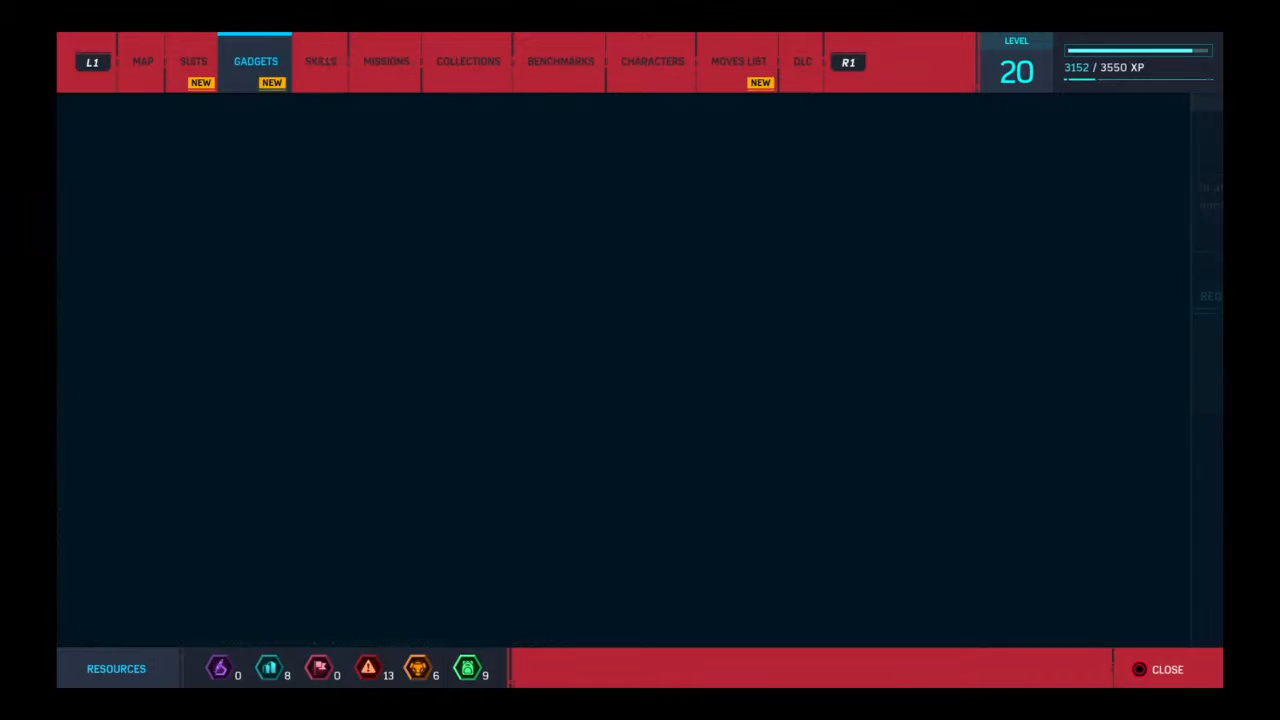 L1 MAP SUITS GADGETS SKILLS MISSIONS COLLECTIONS BENCHMARKS CHARACTERS MOVES LIST DLC R1
NEW NEW NEW
LEVEL
20
3152 / 3550 XP
REQ
RESOURCES 0 8 0 13 6 9 CLOSE